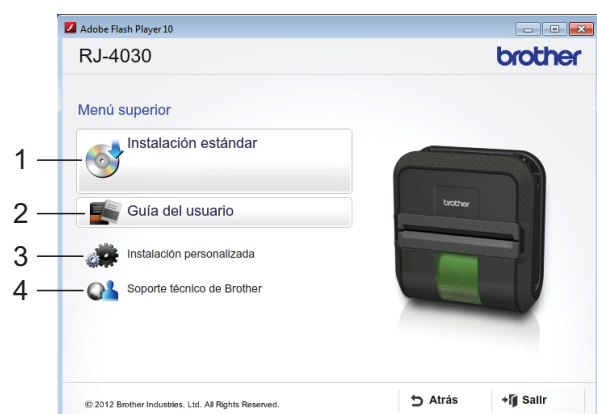 Adobe Flash Player 10
RJ-4030
brother
Menú superior
1
Instalación estándar
2
Guía del usuario
3
Instalación personalizada
4
Soporte técnico de Brother
brother
© 2012 Brother Industries, Ltd. All Rights Reserved.
Atrás
Salir